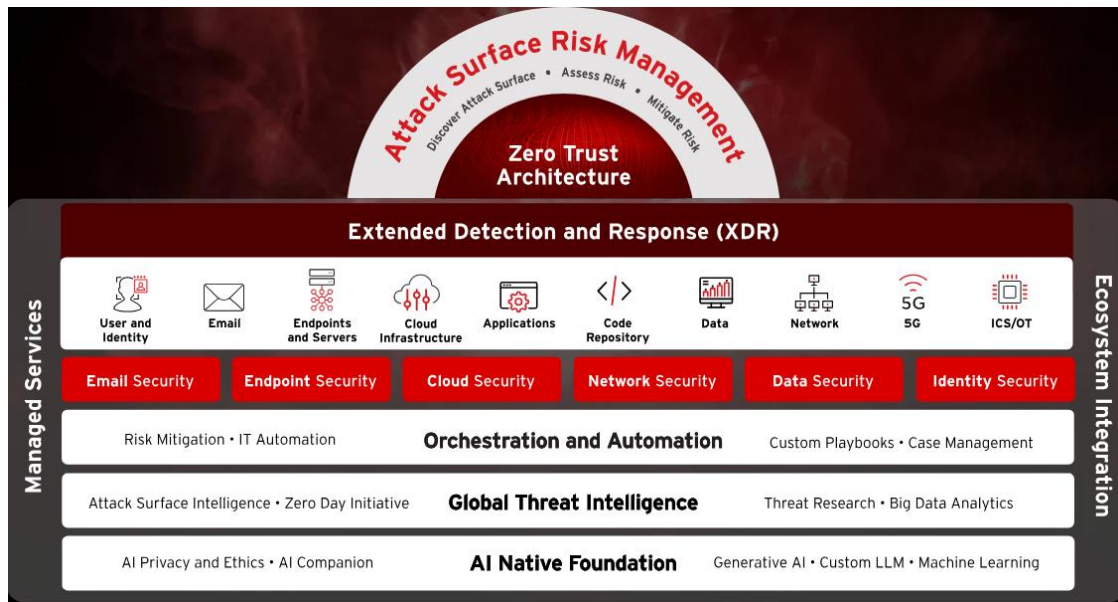 Attack Surface Risk Management
Discover Attack Surface • Assess Risk • Mitigate Risk
Zero Trust
Architecture
Managed Services
Extended Detection and Response (XDR)
User and
Identity
Email
Endpoints
and Servers
Cloud
Infrastructure
Applications
Code
Repository
Data
Network
5G
5G
ICS/OT
Email Security
Endpoint Security
Cloud Security
Network Security
Data Security
Identity Security
Risk Mitigation • IT Automation
Orchestration and Automation
Custom Playbooks • Case Management
Attack Surface Intelligence • Zero Day Initiative
Global Threat Intelligence
Threat Research • Big Data Analytics
AI Privacy and Ethics • AI Companion
AI Native Foundation
Generative AI • Custom LLM • Machine Learning
Ecosystem Integration